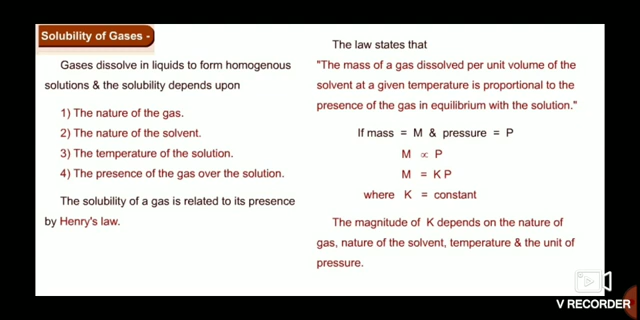 Solubility of Gases -
Gases dissolve in liquids to form homogenous
solutions & the solubility depends upon
1) The nature of the gas.
2) The nature of the solvent.
3) The temperature of the solution.
4) The presence of the gas over the solution.
The solubility of a gas is related to its presence
by Henry's law.
The law states that
"The mass of a gas dissolved per unit volume of the
solvent at a given temperature is proportional to the
presence of the gas in equilibrium with the solution."
If mass = M & pressure = P
M ∝ P
M = K P
where K = constant
The magnitude of K depends on the nature of
gas, nature of the solvent, temperature & the unit of
pressure.
V RECORDER